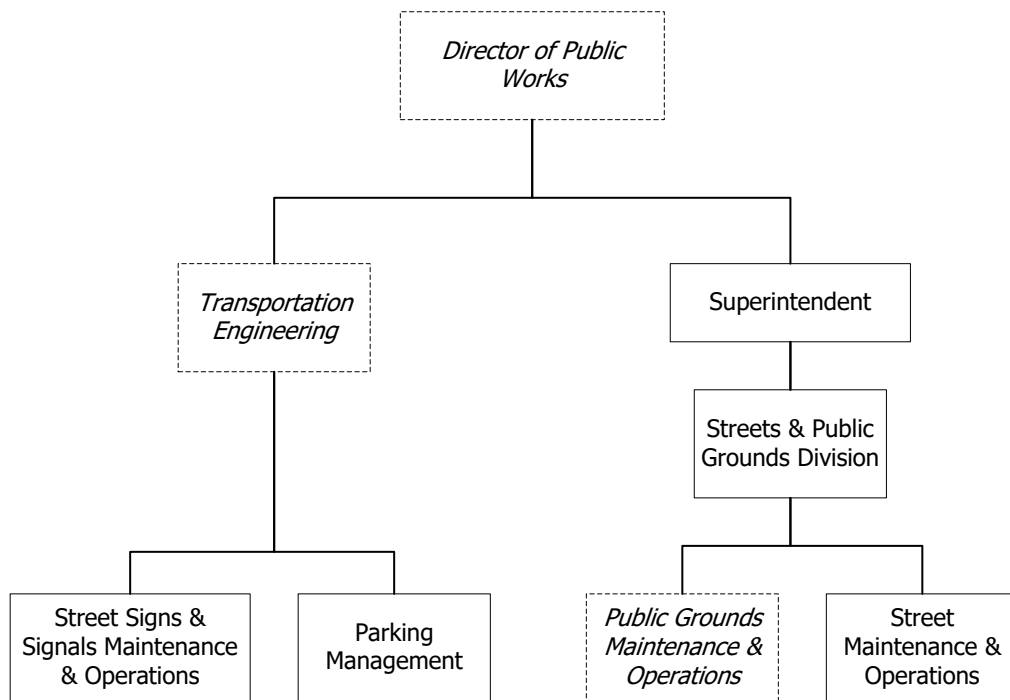 Director of Public
Works
Transportation
Engineering
Superintendent
Streets & Public
Grounds Division
Street Signs &
Signals Maintenance
& Operations
Parking
Management
Public Grounds
Maintenance &
Operations
Street
Maintenance &
Operations